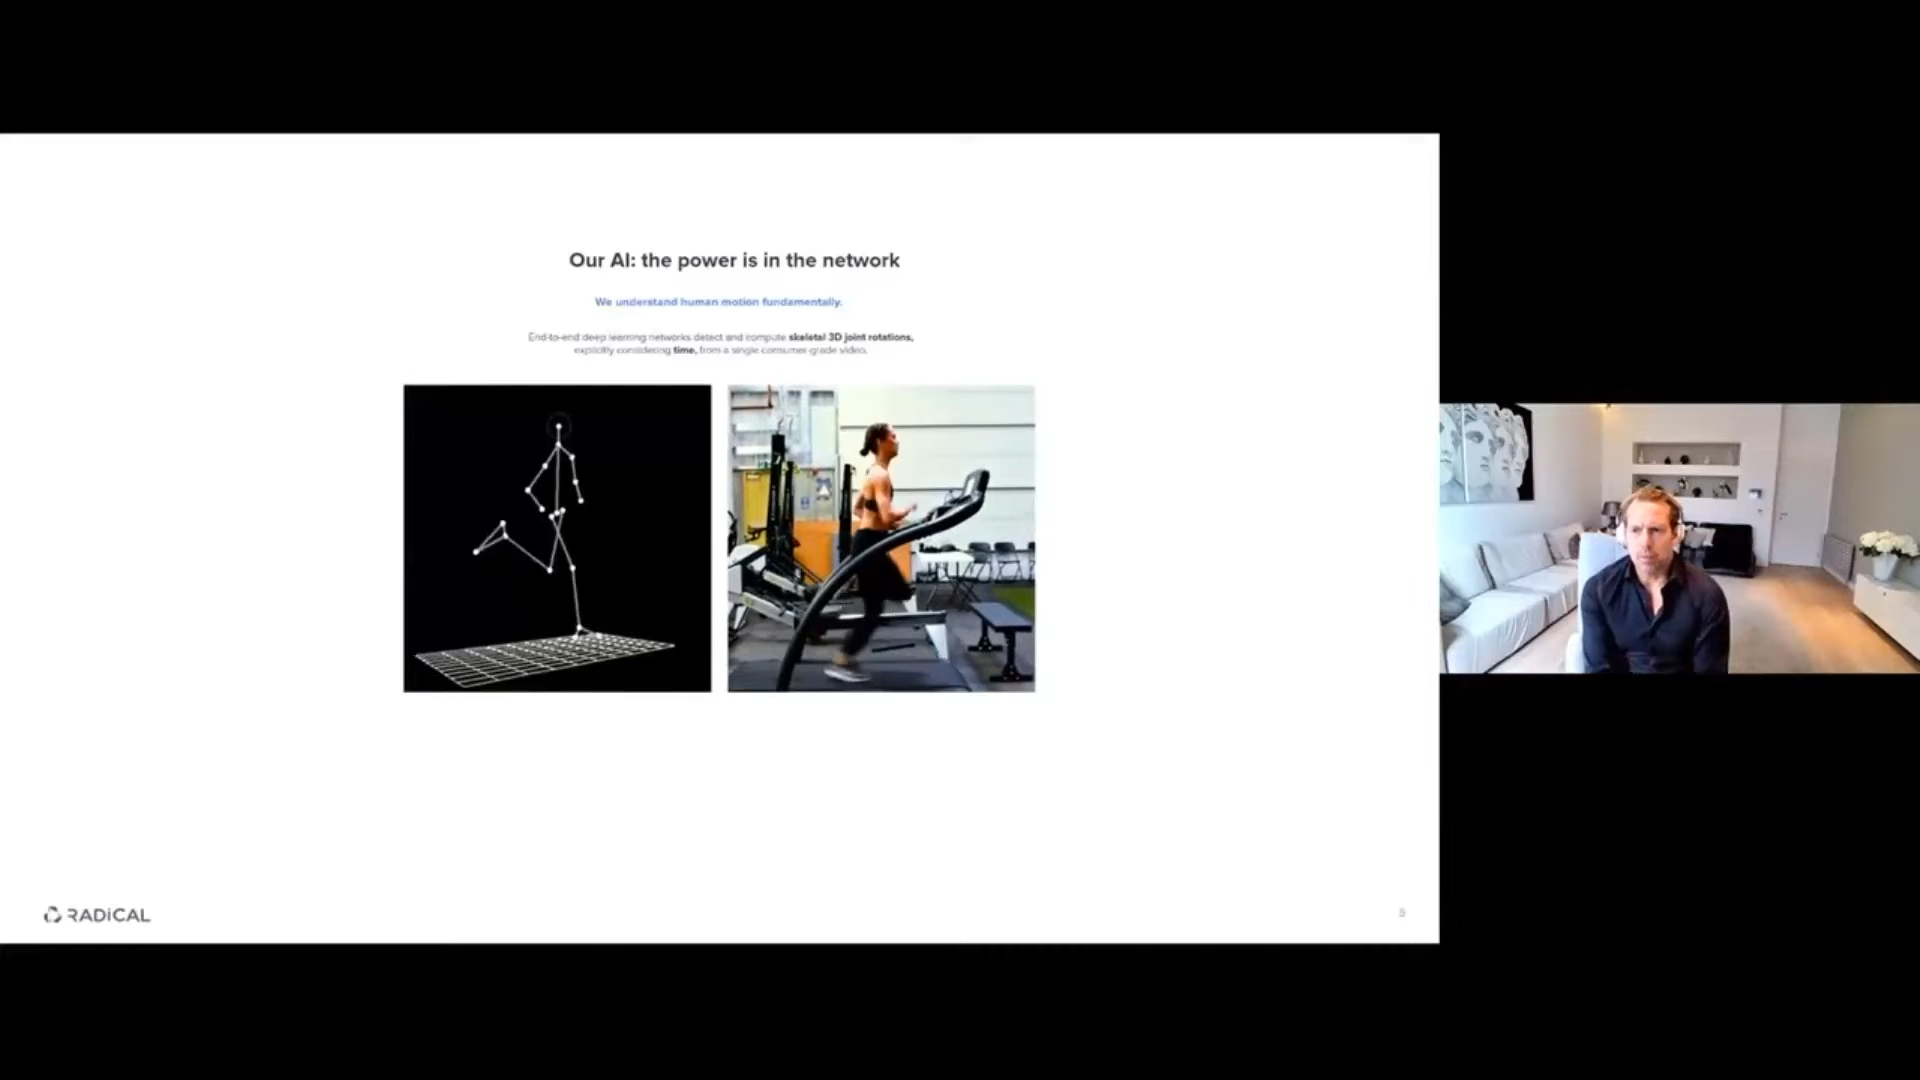 Our AI: the power is in the network
We understand human motion fundamentally.
End-to-end deep learning networks detect and compute skeletal 3D joint rotations,
explicitly considering time, from a single consumer-grade video.
RADiCAL